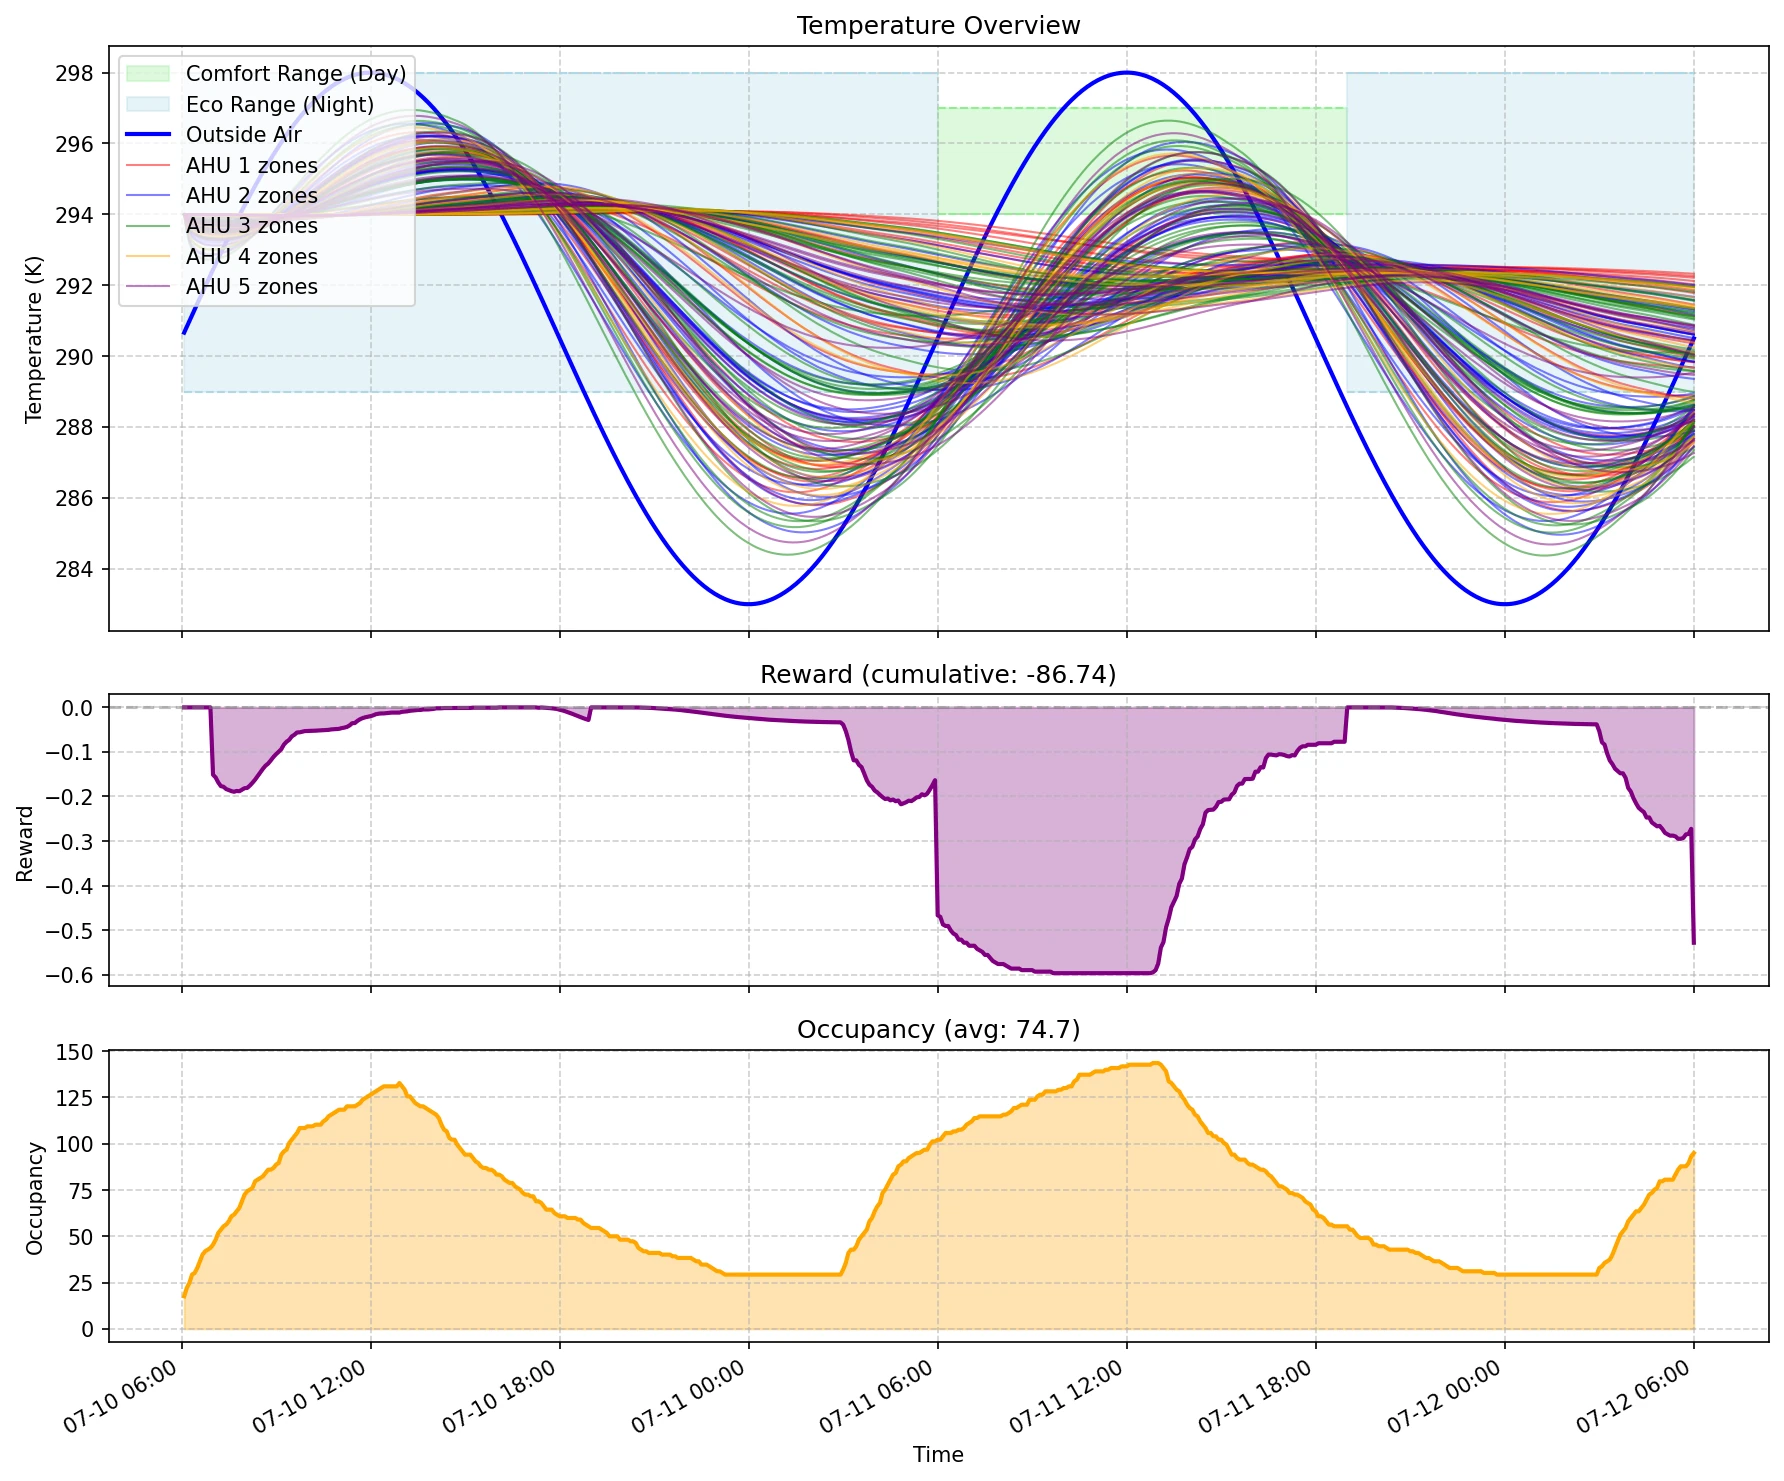 Temperature Overview
Temperature (K)
298
296
294
292
290
288
286
284
Comfort Range (Day)
Eco Range (Night)
Outside Air
AHU 1 zones
AHU 2 zones
AHU 3 zones
AHU 4 zones
AHU 5 zones
Reward (cumulative: -86.74)
Reward
0.0
−0.1
−0.2
−0.3
−0.4
−0.5
−0.6
Occupancy (avg: 74.7)
Occupancy
150
125
100
75
50
25
0
07-10 06:00
07-10 12:00
07-10 18:00
07-11 00:00
07-11 06:00
07-11 12:00
07-11 18:00
07-12 00:00
07-12 06:00
Time